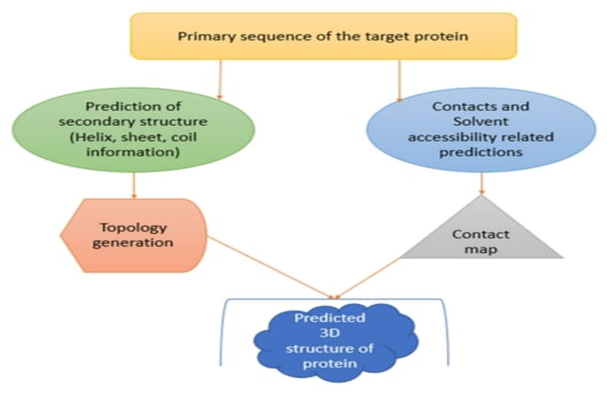 Primary sequence of the target protein
Prediction of
secondary structure
(Helix, sheet, coil
information)
Contacts and
Solvent
accessibility related
predictions
Topology
generation
Contact
map
Predicted
3D
structure of
protein